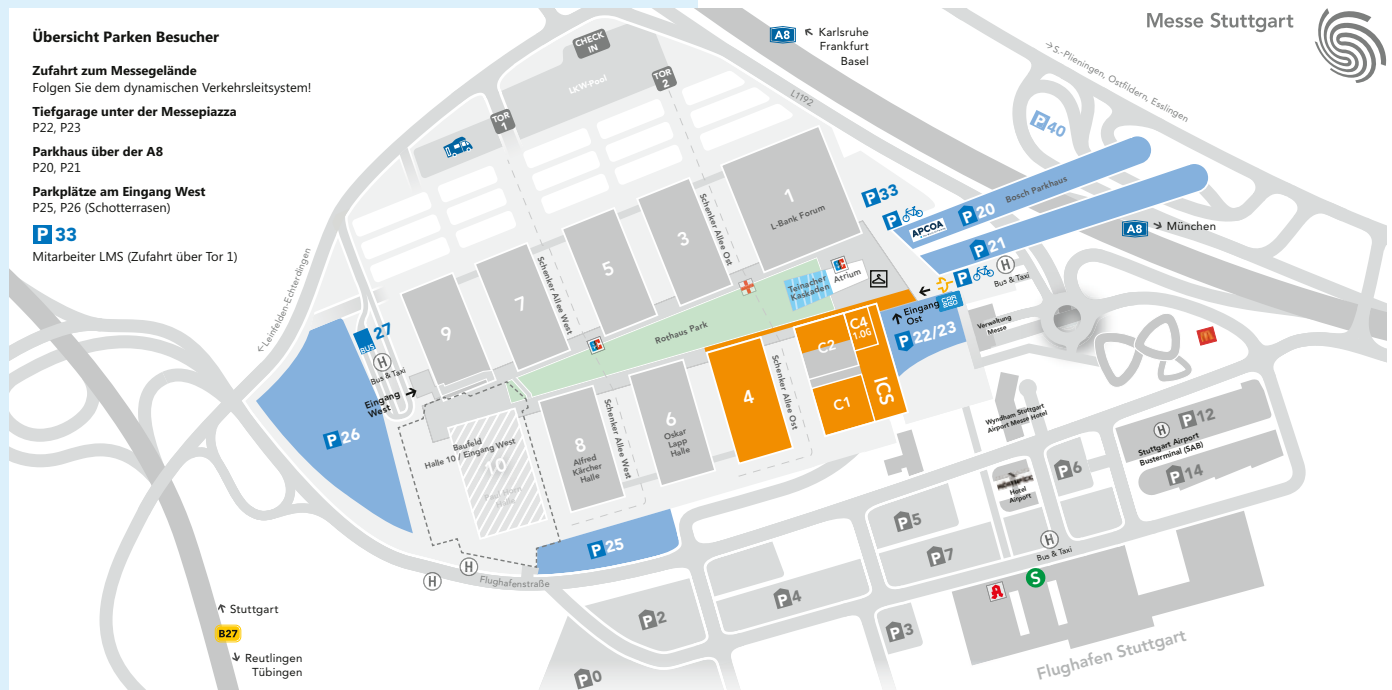 Übersicht Parken Besucher
Zufahrt zum Messegelände
Folgen Sie dem dynamischen Verkehrsleitsystem!
Tiefgarage unter der Messepiazza
P22, P23
Parkhaus über der A8
P20, P21
Parkplätze am Eingang West
P25, P26 (Schotterrasen)
P 33
Mitarbeiter LMS (Zufahrt über Tor 1)
Messe Stuttgart
A8
Karlsruhe
Frankfurt
Basel
S.-Plieningen, Ostfildern, Esslingen
L1192
CHECK
IN
LKW-Pool
TOR
2
TOR
1
P 40
P 33
P
APCOA
P 20
Bosch Parkhaus
P 21
A8
München
P
H
Bus & Taxi
CAR
2GO
Eingang
Ost
P 22/23
Verwaltung
Messe
1
L-Bank Forum
3
5
7
9
Schenker Allee Ost
Schenker Allee West
Atrium
Teinacher
Kaskaden
Rothaus Park
C4
1.OG
C2
C1
ICS
4
Schenker Allee Ost
6
Oskar
Lapp
Halle
Schenker Allee West
8
Alfred
Kärcher
Halle
10
Paul Horn
Halle
Baufeld
Halle 10 / Eingang West
Leinfelden-Echterdingen
BUS
27
H
Bus & Taxi
Eingang
West
P 26
P 25
H
H
Flughafenstraße
Wyndham Stuttgart
Airport Messe Hotel
H
P 12
Stuttgart Airport
Busterminal (SAB)
P 14
P 6
Hotel
Airport
P 5
P 7
H
Bus & Taxi
S
P 4
P 2
P 3
P 0
Flughafen Stuttgart
Stuttgart
B27
Reutlingen
Tübingen